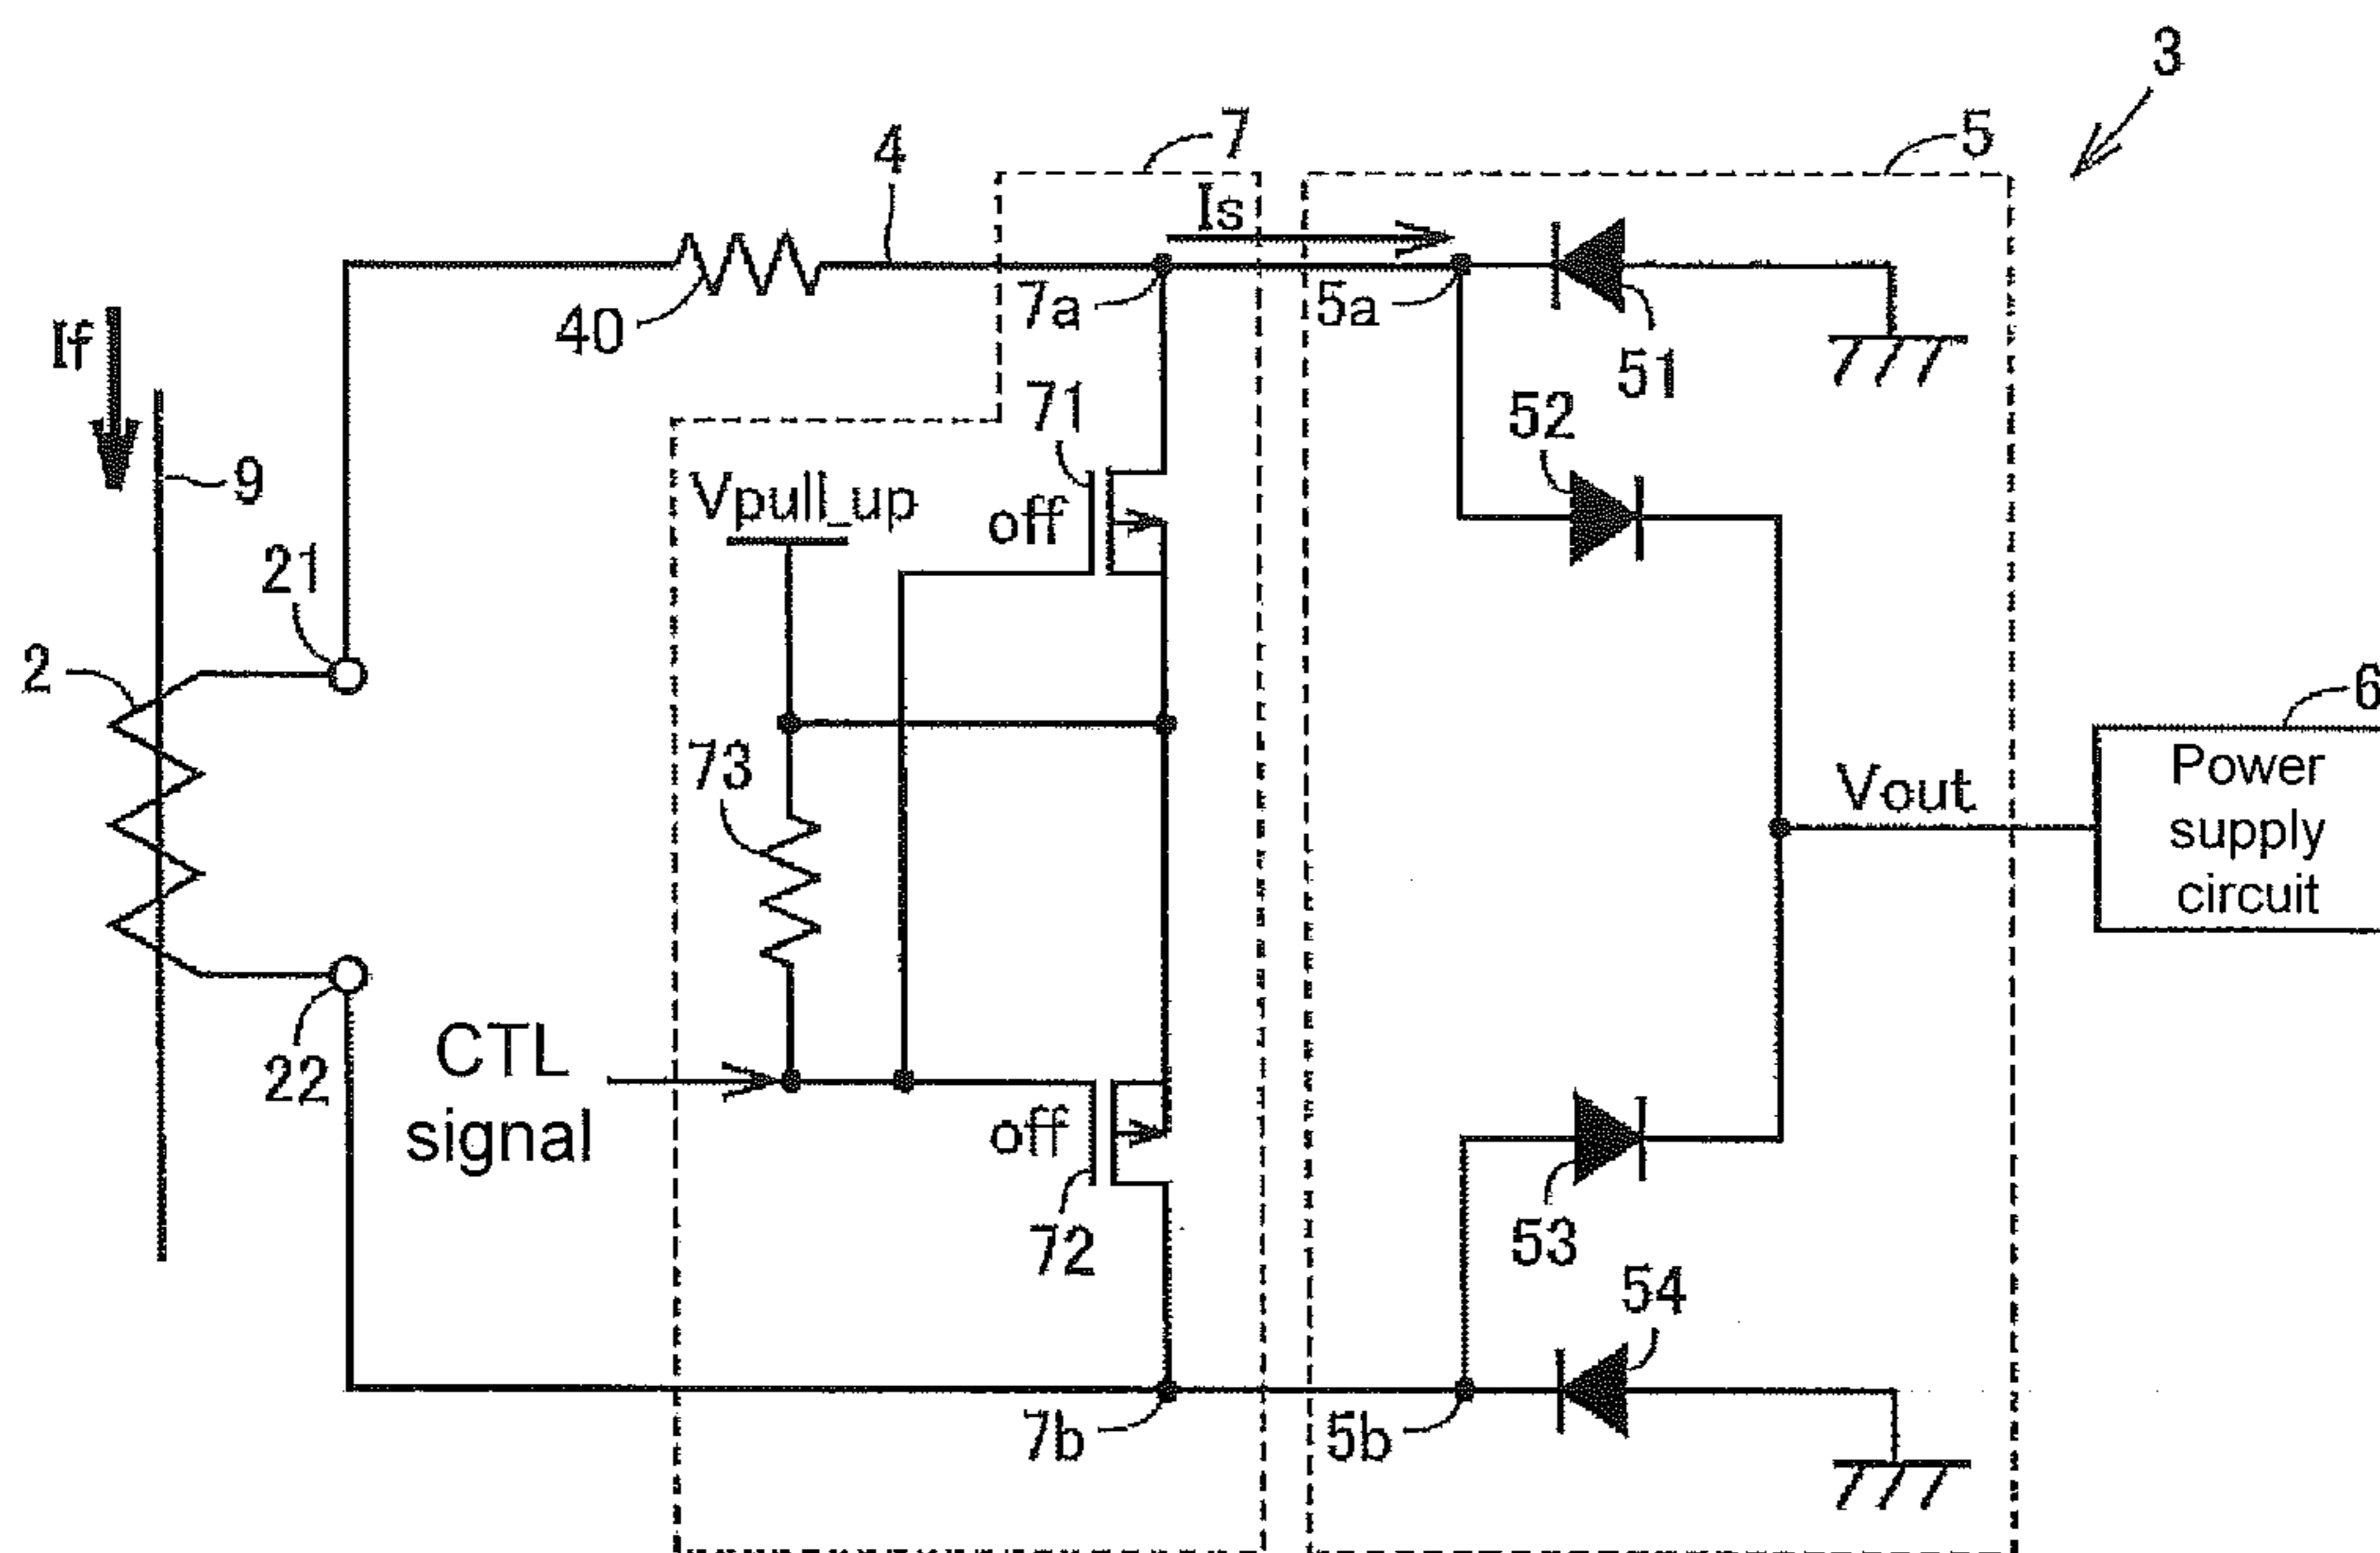 3
7
5
4
Is
40
7a
5a
51
If
9
71
52
Vpull_up
off
21
2
73
6
Vout
Power
supply
circuit
CTL
signal
22
off
72
53
54
7b
5b